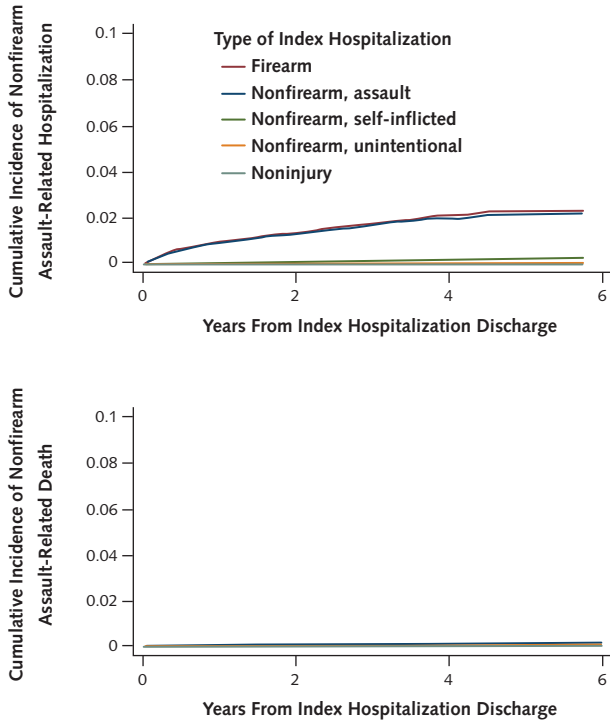 Cumulative Incidence of Nonfirearm
Assault-Related Hospitalization
0.1
0.08
0.06
0.04
0.02
0
Type of Index Hospitalization
Firearm
Nonfirearm, assault
Nonfirearm, self-inflicted
Nonfirearm, unintentional
Noninjury
0 2 4 6
Years From Index Hospitalization Discharge
Cumulative Incidence of Nonfirearm
Assault-Related Death
0.1
0.08
0.06
0.04
0.02
0
0 2 4 6
Years From Index Hospitalization Discharge